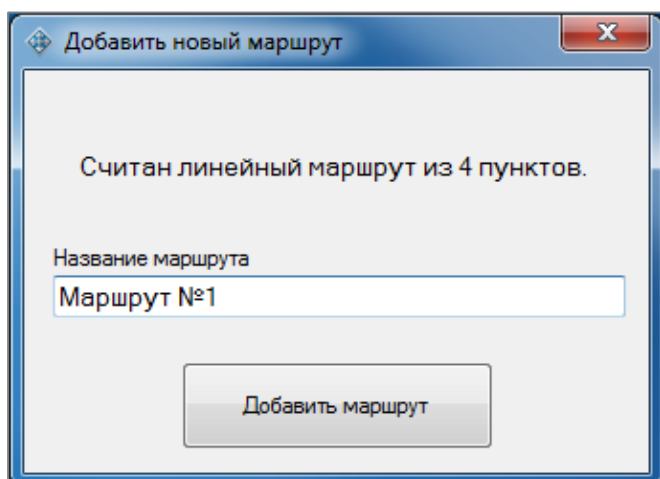 Добавить новый маршрут
Считан линейный маршрут из 4 пунктов.
Название маршрута
Маршрут №1
Добавить маршрут